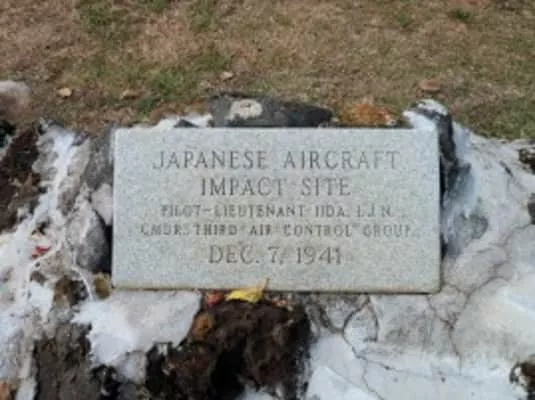 JAPANESE AIRCRAFT
IMPACT SITE
PILOT-LIEUTENANT IIDA, I.J.N.
CMDR. THIRD AIR CONTROL GROUP
DEC. 7, 1941